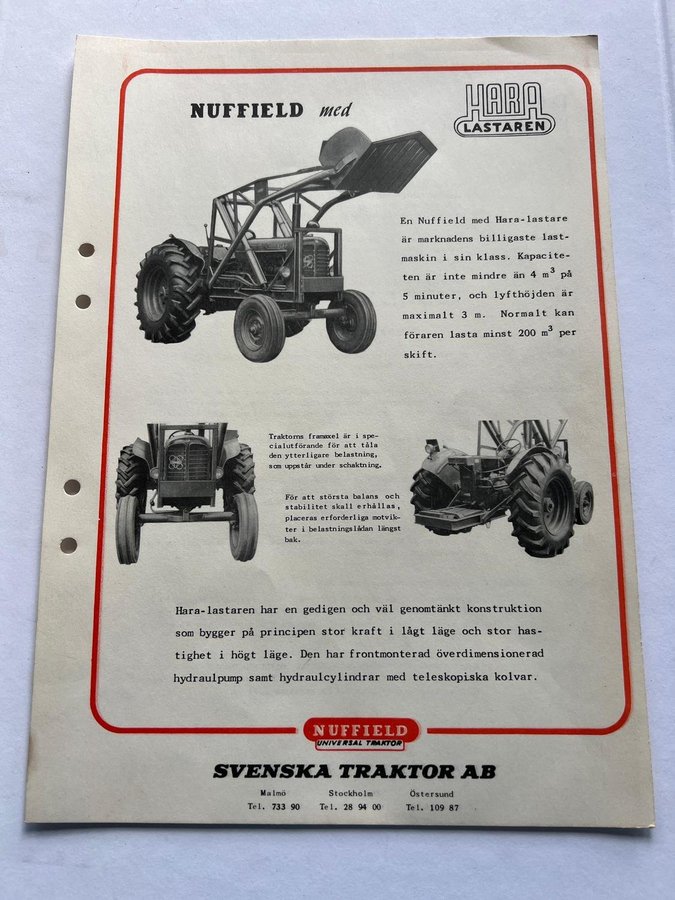 NUFFIELD med
HARA
LASTAREN
En Nuffield med Hara-lastare
är marknadens billigaste last-
maskin i sin klass. Kapacite-
ten är inte mindre än 4 m³ på
5 minuter, och lyfthöjden är
maximalt 3 m. Normalt kan
föraren lasta minst 200 m³ per
skift.
Traktorns framaxel är i spe-
cialutförande för att tåla
den ytterligare belastning,
som uppstår under schaktning.
För att största balans och
stabilitet skall erhållas,
placeras erforderliga motvik-
ter i belastningslådan längst
bak.
Hara-lastaren har en gedigen och väl genomtänkt konstruktion
som bygger på principen stor kraft i lågt läge och stor has-
tighet i högt läge. Den har frontmonterad överdimensionerad
hydraulpump samt hydraulcylindrar med teleskopiska kolvar.
NUFFIELD
UNIVERSAL TRAKTOR
SVENSKA TRAKTOR AB
Malmö Stockholm Östersund
Tel. 733 90 Tel. 28 94 00 Tel. 109 87